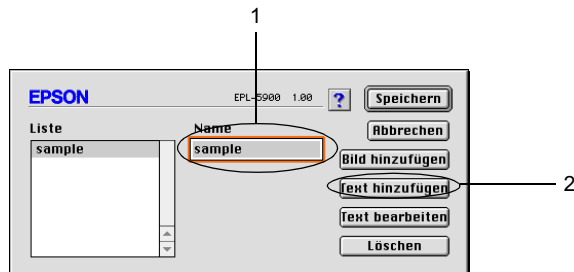 1
EPSON
EPL-5900 1.00
?
Speichern
Liste
Name
Abbrechen
sample
sample
Bild hinzufügen
Text hinzufügen
2
Text bearbeiten
Löschen